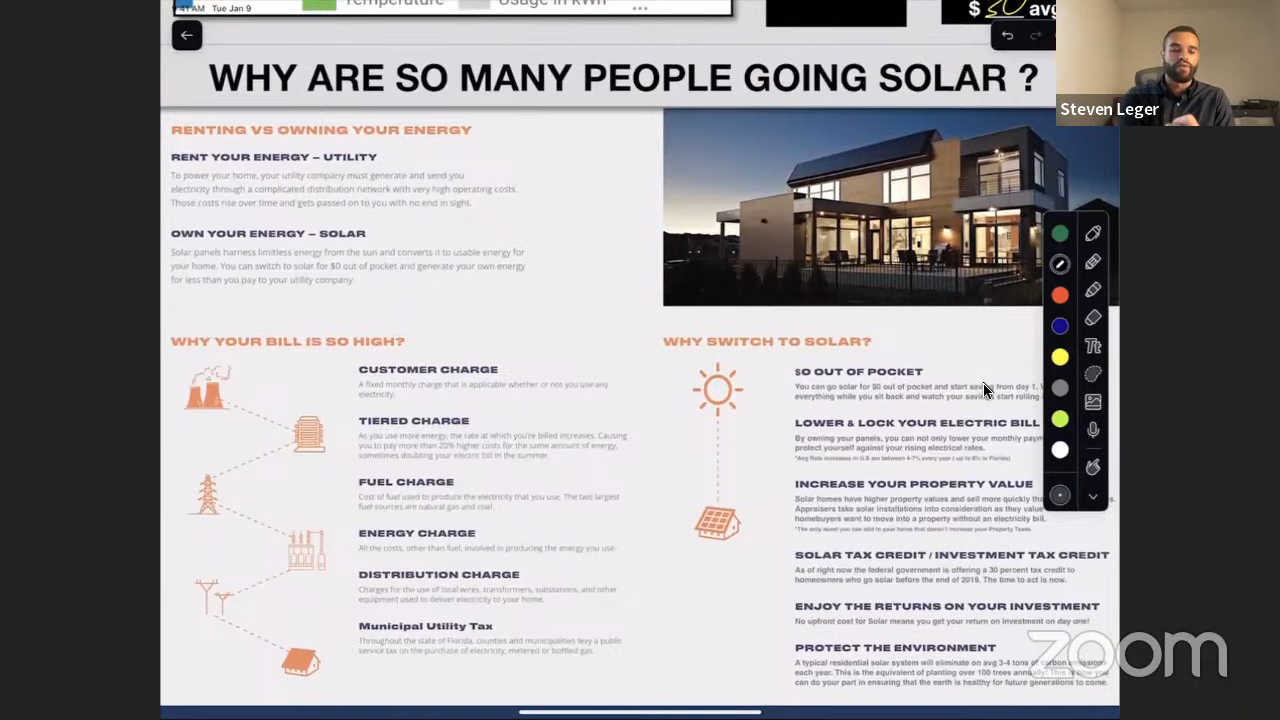 Temperature
Usage in kWh
9:41 AM Tue Jan 9
$ 50 avg
WHY ARE SO MANY PEOPLE GOING SOLAR ?
Steven Leger
RENTING VS OWNING YOUR ENERGY
RENT YOUR ENERGY – UTILITY
To power your home, your utility company must generate and send you
electricity through a complicated distribution network with very high operating costs.
Those costs rise over time and gets passed on to you with no end in sight.
OWN YOUR ENERGY – SOLAR
Solar panels harness limitless energy from the sun and converts it to usable energy for
your home. You can switch to solar for $0 out of pocket and generate your own energy
for less than you pay to your utility company.
WHY YOUR BILL IS SO HIGH?
CUSTOMER CHARGE
A fixed monthly charge that is applicable whether or not you use any
electricity.
TIERED CHARGE
As you use more energy, the rate at which you're billed increases. Causing
you to pay more than 20% higher costs for the same amount of energy,
sometimes doubling your electric bill in the summer.
FUEL CHARGE
Cost of fuel used to produce the electricity that you use. The two largest
fuel sources are natural gas and coal.
ENERGY CHARGE
All the costs, other than fuel, involved in producing the energy you use.
DISTRIBUTION CHARGE
Charges for the use of local wires, transformers, substations, and other
equipment used to deliver electricity to your home.
Municipal Utility Tax
Throughout the state of Florida, counties and municipalities levy a public
service tax on the purchase of electricity, metered or bottled gas.
WHY SWITCH TO SOLAR?
$0 OUT OF POCKET
You can go solar for $0 out of pocket and start from day 1.
everything while you sit back and watch your start rolling
LOWER & LOCK YOUR ELECTRIC BILL
By owning your panels, you can not only lower your monthly
protect yourself against your rising electrical rates.
*Avg Rate increases in U.S are between 4-7% every year ( up to 8% in Florida)
INCREASE YOUR PROPERTY VALUE
Solar homes have higher property values and sell more quickly
Appraisers take solar installations into consideration as they value
homebuyers want to move into a property without an electricity bill.
*The only asset you can add to your home that doesn't increase your Property Taxes.
SOLAR TAX CREDIT / INVESTMENT TAX CREDIT
As of right now the federal government is offering a 30 percent tax credit to
homeowners who go solar before the end of 2019. The time to act is now.
ENJOY THE RETURNS ON YOUR INVESTMENT
No upfront cost for Solar means you get your return on investment on day one!
PROTECT THE ENVIRONMENT
A typical residential solar system will eliminate on avg 3-4 tons of carbon emissions
each year. This is the equivalent of planting over 100 trees annually! This is how you
can do your part in ensuring that the earth is healthy for future generations to come.
Tt
zoom